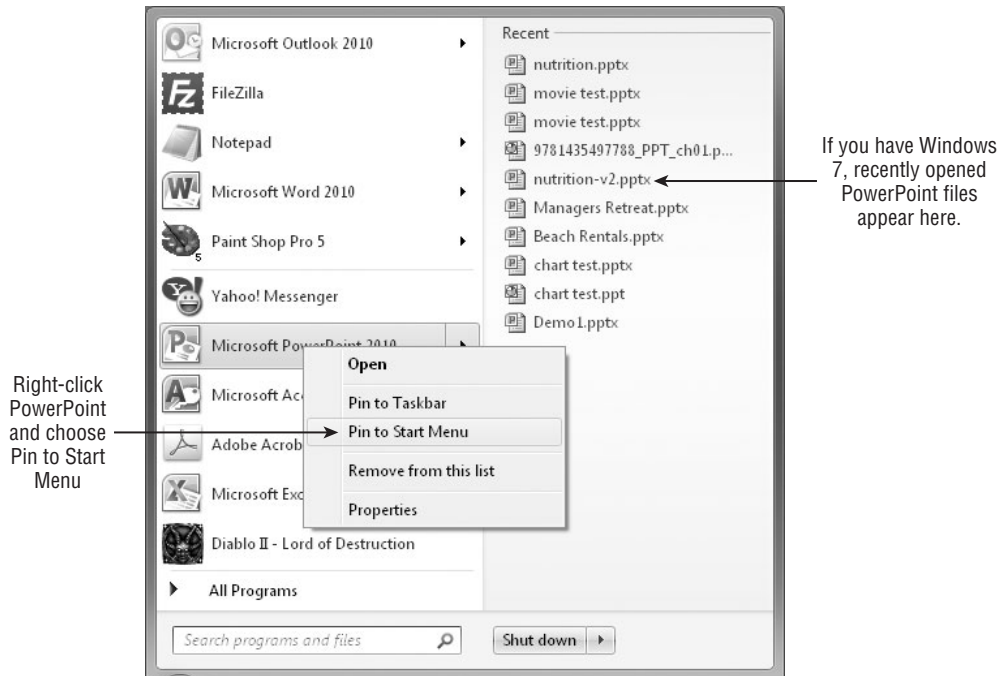 Microsoft Outlook 2010
FileZilla
Notepad
Microsoft Word 2010
Paint Shop Pro 5
5
Yahoo! Messenger
Microsoft PowerPoint 2010
Microsoft Ac
Adobe Acrob
Microsoft Exc
Diablo II - Lord of Destruction
All Programs
Search programs and files
Recent
nutrition.pptx
movie test.pptx
movie test.pptx
9781435497788_PPT_ch01.p...
nutrition-v2.pptx
Managers Retreat.pptx
Beach Rentals.pptx
chart test.pptx
chart test.ppt
Demo1.pptx
Shut down
Open
Pin to Taskbar
Pin to Start Menu
Remove from this list
Properties
Right-click
PowerPoint
and choose
Pin to Start
Menu
If you have Windows
7, recently opened
PowerPoint files
appear here.